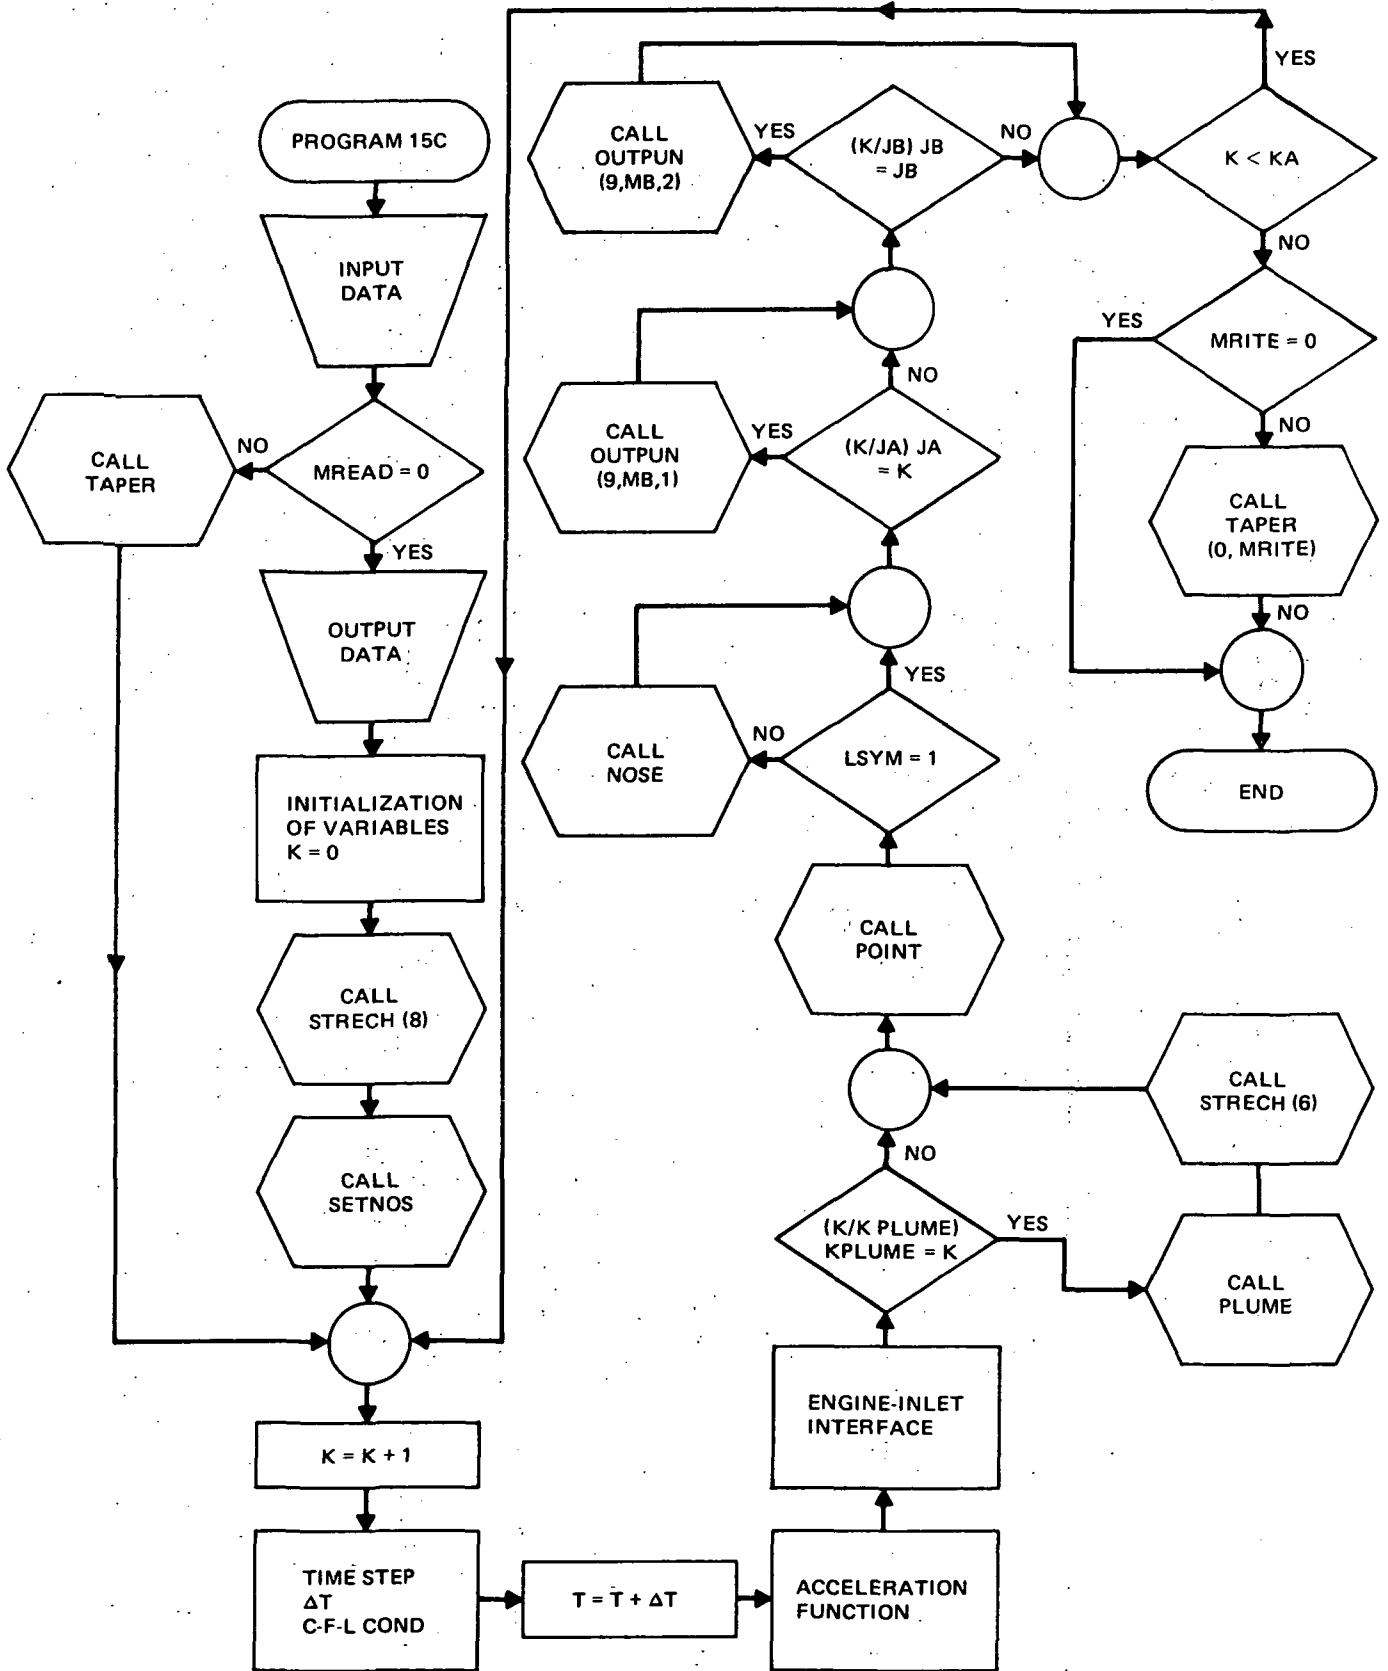 PROGRAM 15C
INPUT
DATA
MREAD = 0
NO
CALL
TAPER
YES
OUTPUT
DATA
INITIALIZATION
OF VARIABLES
K = 0
CALL
STRECH (8)
CALL
SETNOS
K = K + 1
TIME STEP
ΔT
C-F-L COND
T = T + ΔT
ACCELERATION
FUNCTION
ENGINE-INLET
INTERFACE
(K/K PLUME)
KPLUME = K
YES
CALL
PLUME
CALL
STRECH (6)
NO
CALL
POINT
LSYM = 1
NO
CALL
NOSE
YES
(K/JA) JA
= K
YES
CALL
OUTPUN
(9,MB,1)
NO
(K/JB) JB
= JB
YES
CALL
OUTPUN
(9,MB,2)
NO
K < KA
YES
NO
MRITE = 0
YES
NO
CALL
TAPER
(0, MRITE)
NO
END